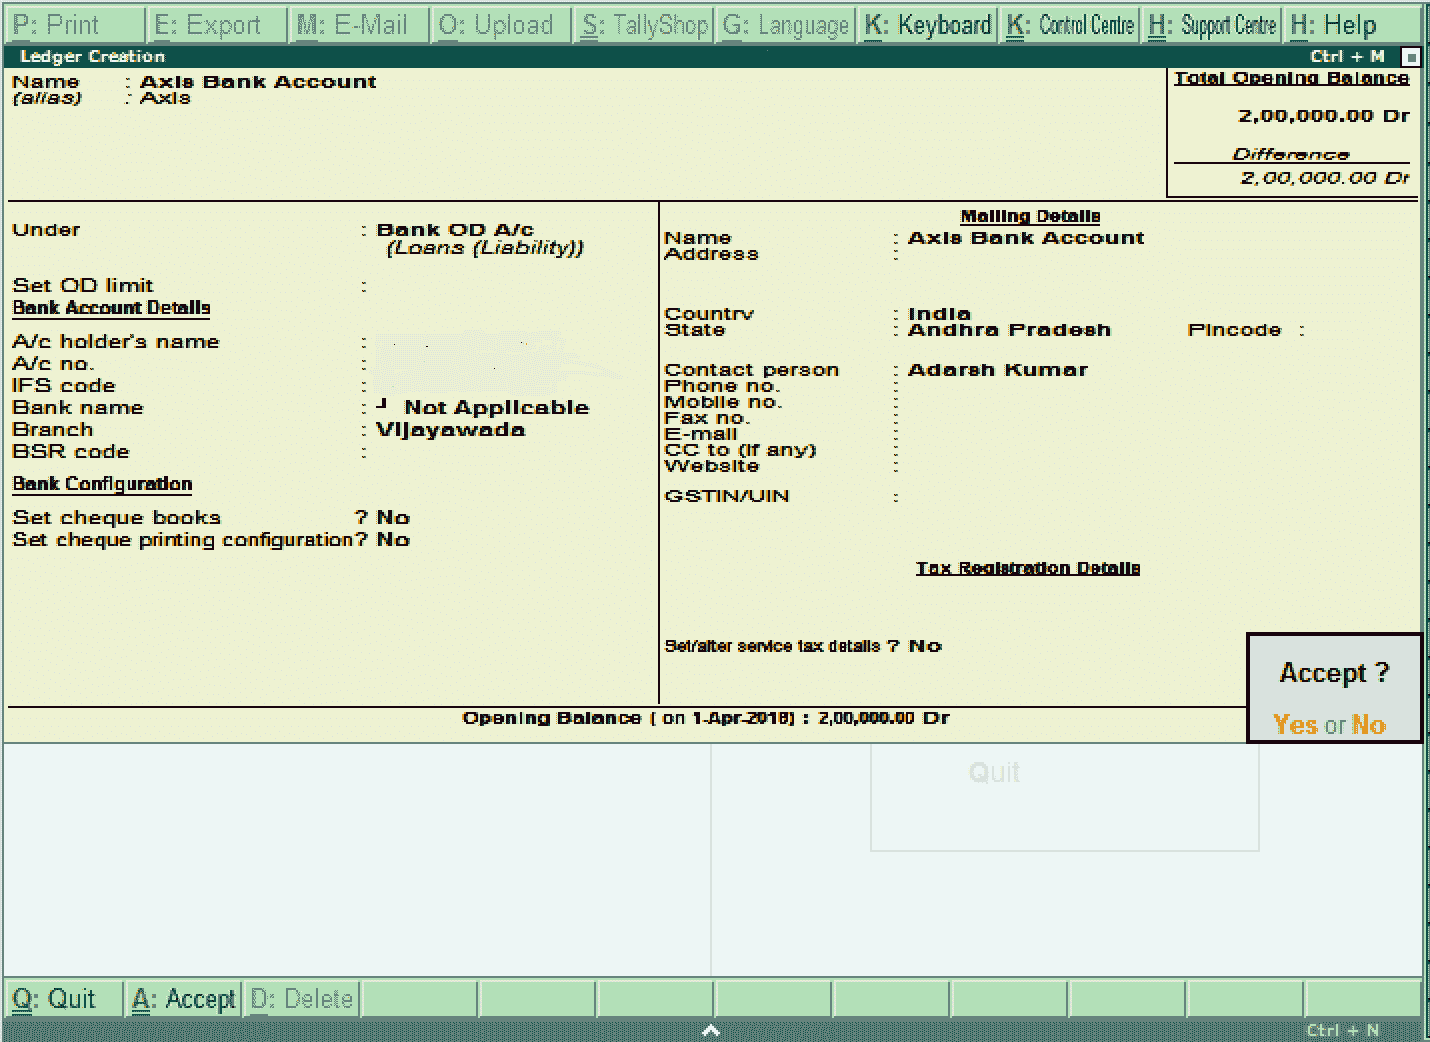 P: Print E: Export M: E-Mail O: Upload S: TallyShop G: Language K: Keyboard K: Control Centre H: Support Centre H: Help
Ledger Creation Ctrl + M
Name : Axis Bank Account
(alias) : Axis
Total Opening Balance
2,00,000.00 Dr
Difference
2,00,000.00 Dr
Under : Bank OD A/c
(Loans (Liability))
Set OD limit :
Bank Account Details
A/c holder's name :
A/c no. :
IFS code :
Bank name : ┘ Not Applicable
Branch : Vijayawada
BSR code :
Bank Configuration
Set cheque books ? No
Set cheque printing configuration? No
Mailing Details
Name : Axis Bank Account
Address :
Country : India
State : Andhra Pradesh Pincode :
Contact person : Adarsh Kumar
Phone no. :
Mobile no. :
Fax no. :
E-mail :
CC to (if any) :
Website :
GSTIN/UIN :
Tax Registration Details
Set/alter service tax details ? No
Opening Balance ( on 1-Apr-2018) : 2,00,000.00 Dr
Accept ?
Yes or No
Quit
Q: Quit A: Accept D: Delete
Ctrl + N